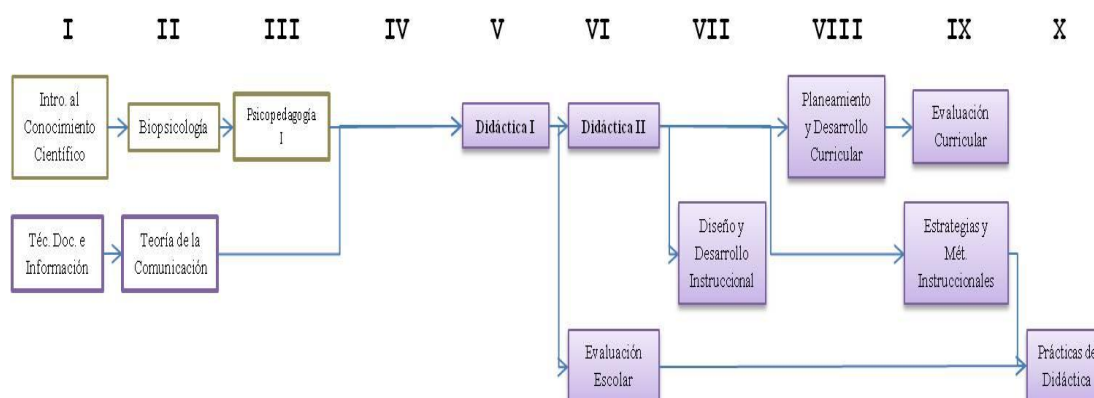 I II III IV V VI VII VIII IX X
Intro. al
Conocimiento
Científico
Biopsicología
Psicopedagogía
I
Didáctica I
Didáctica II
Planeamiento
y Desarrollo
Curricular
Evaluación
Curricular
Téc. Doc. e
Información
Teoría de la
Comunicación
Diseño y
Desarrollo
Instruccional
Estrategias y
Mét.
Instruccionales
Evaluación
Escolar
Prácticas de
Didáctica